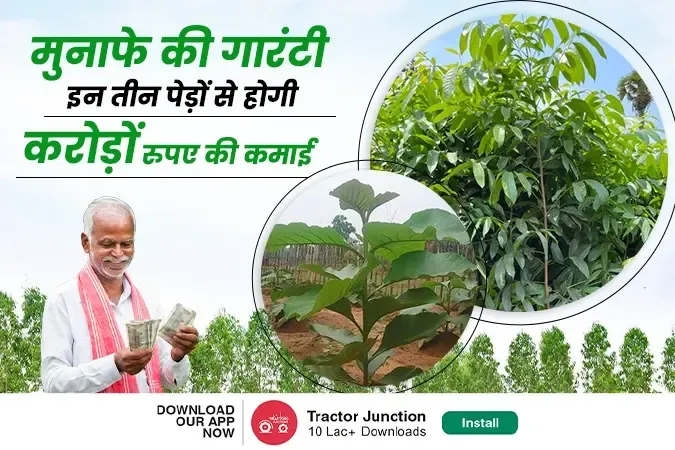 मुनाफे की गारंटी
इन तीन पेड़ों से होगी
करोड़ों रुपए की कमाई
DOWNLOAD
OUR APP
NOW
Tractor Junction
10 Lac+ Downloads
Install